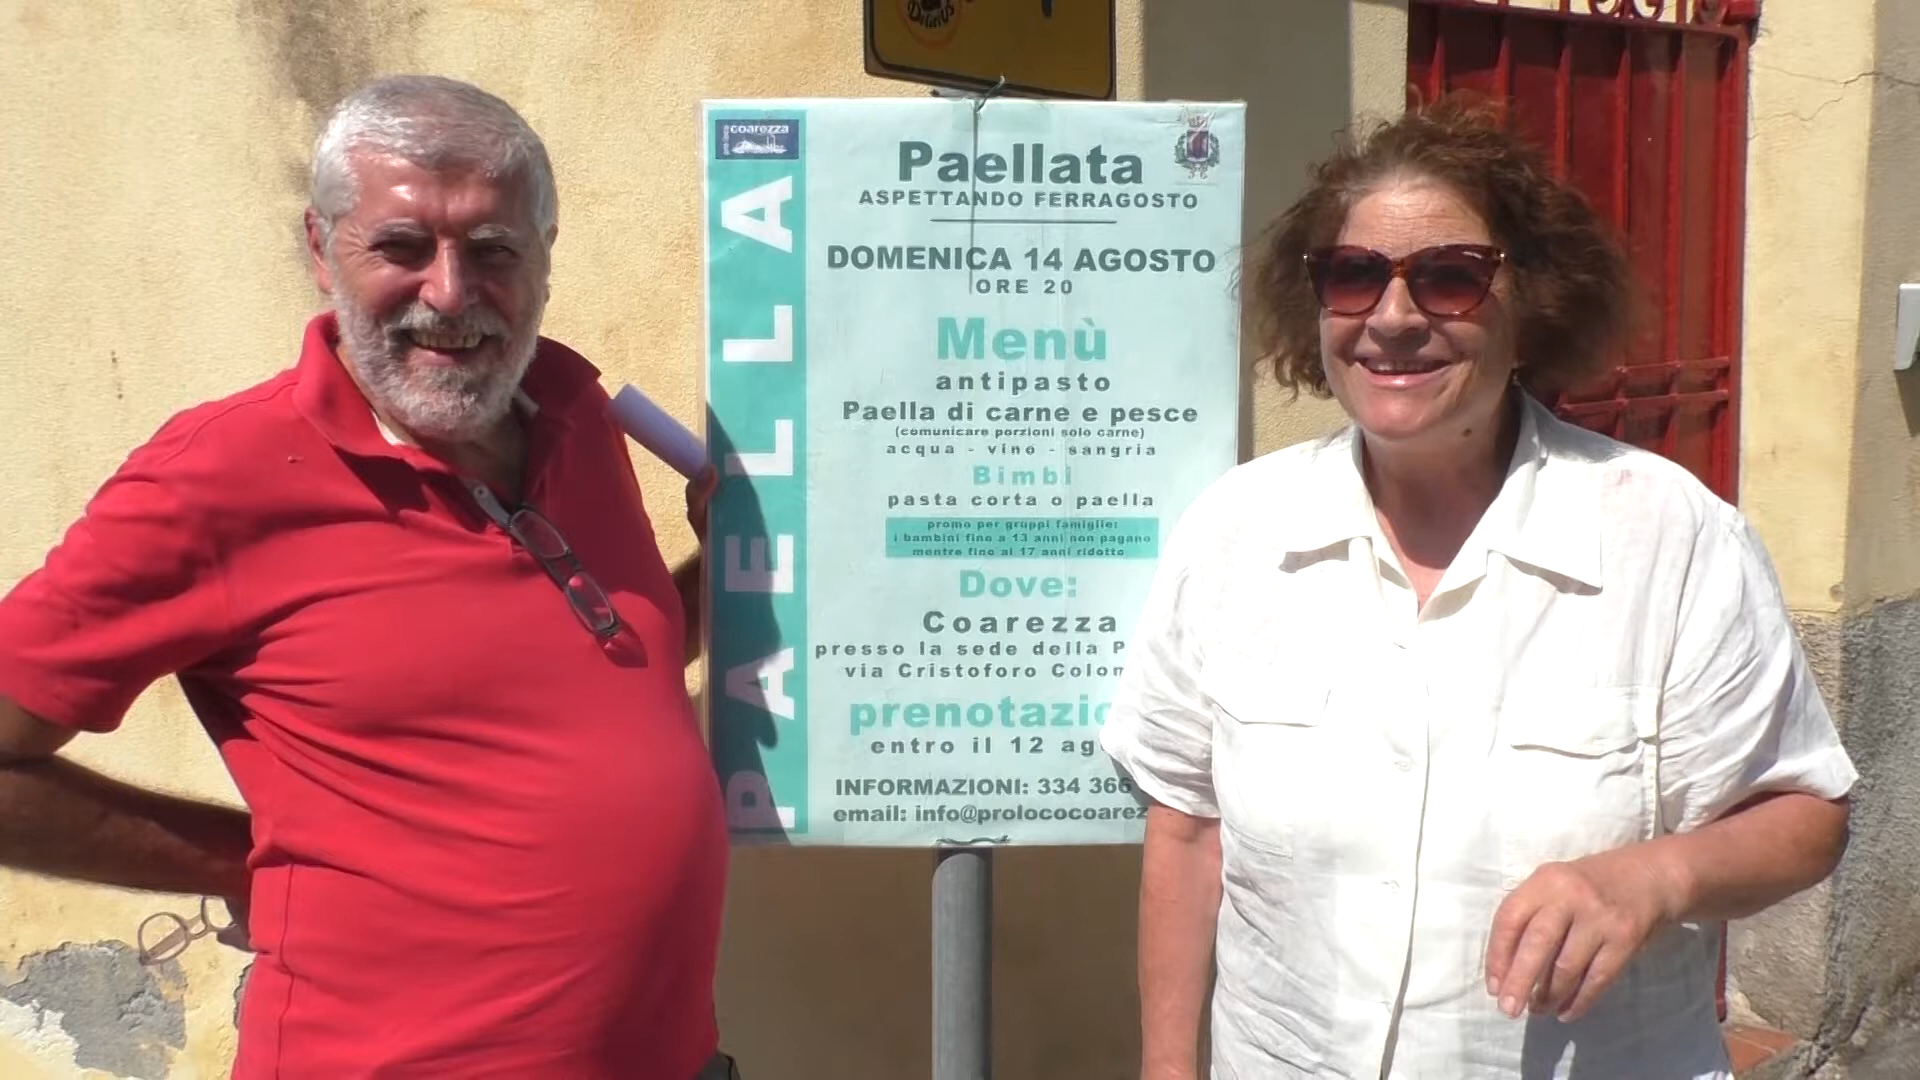 DeGust
coarezza
PAELLA
Paellata
ASPETTANDO FERRAGOSTO
DOMENICA 14 AGOSTO
ORE 20
Menù
antipasto
Paella di carne e pesce
(comunicare porzioni solo carne)
acqua - vino - sangria
Bimbi
pasta corta o paella
promo per gruppi famiglie:
i bambini fino a 13 anni non pagano
mentre fino ai 17 anni ridotto
Dove:
Coarezza
presso la sede della P
via Cristoforo Colom
prenotazio
entro il 12 ag
INFORMAZIONI: 334 366
email: info@prolococoarez